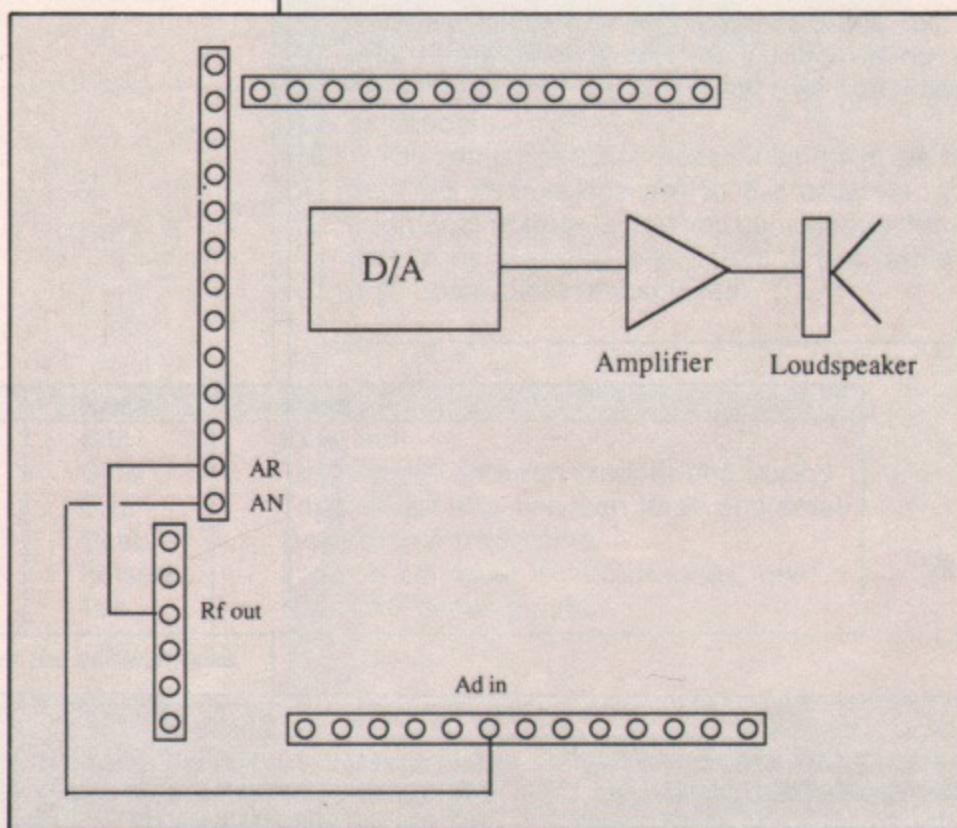 D/A
Amplifier
Loudspeaker
AR
AN
Rf out
Ad in